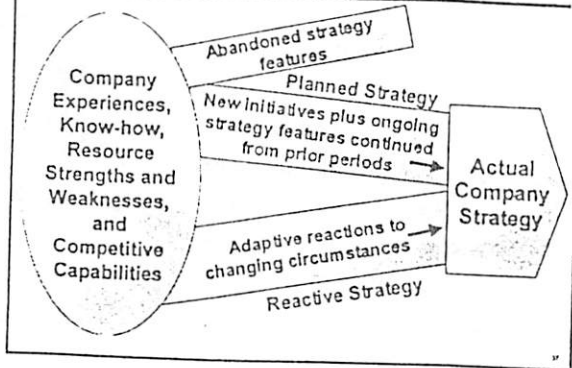 Company
Experiences,
Know-how,
Resource
Strengths and
Weaknesses,
and
Competitive
Capabilities
Abandoned strategy
features
Planned Strategy
New initiatives plus ongoing
strategy features continued
from prior periods
Adaptive reactions to
changing circumstances
Reactive Strategy
Actual
Company
Strategy